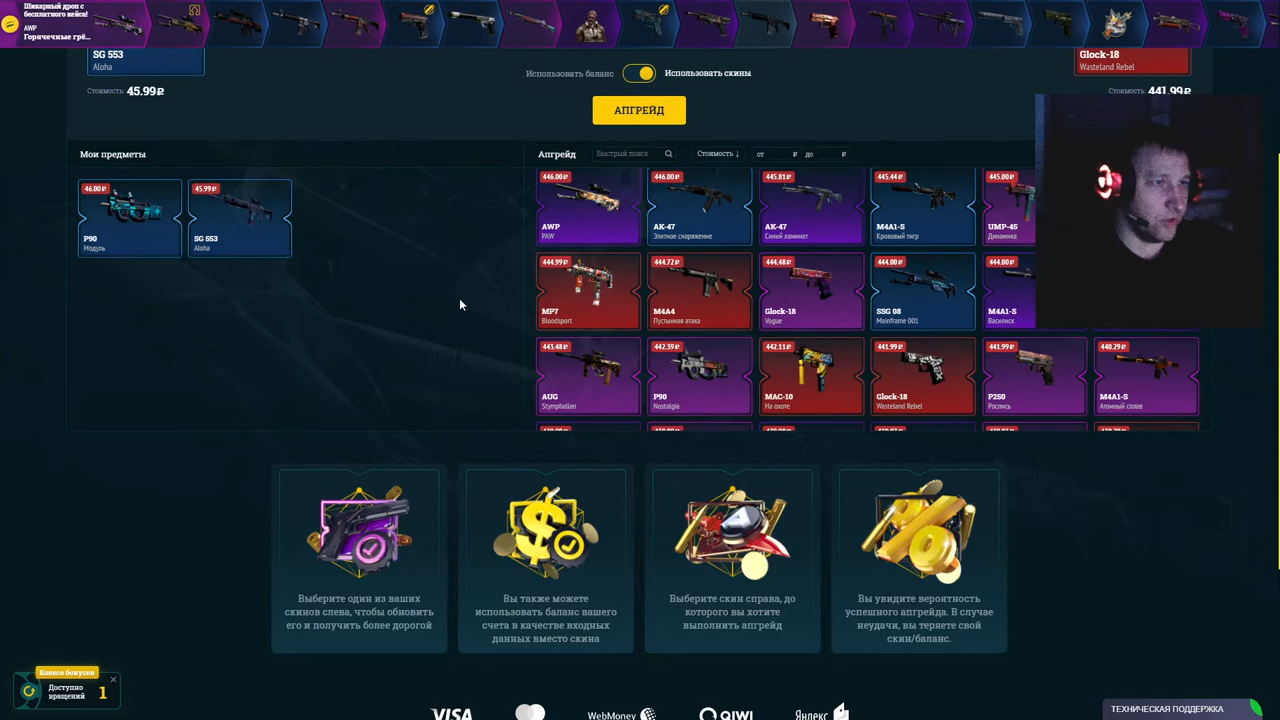 Шикарный дроп с
бесплатного кейса!
AWP
Горячечные грё...
SG 553
Aloha
Стоимость: 45.99₽
Использовать баланс
Использовать скины
Glock-18
Wasteland Rebel
Стоимость: 441.99₽
АПГРЕЙД
Мои предметы
Апгрейд
Быстрый поиск
Стоимость ↓
от ₽
до ₽
46.00₽
P90
Модуль
45.99₽
SG 553
Aloha
446.00₽
AWP
PAW
446.00₽
AK-47
Элитное снаряжение
445.81₽
AK-47
Синий ламинат
445.44₽
M4A1-S
Кровавый тигр
445.00₽
UMP-45
Динамика
444.99₽
MP7
Bloodsport
444.72₽
M4A4
Пустынная атака
444.48₽
Glock-18
Vogue
444.00₽
SSG 08
Mainframe 001
444.00₽
M4A1-S
Василиск
443.48₽
AUG
Stymphalian
442.59₽
P90
Nostalgia
442.11₽
MAC-10
На охоте
441.99₽
Glock-18
Wasteland Rebel
441.99₽
P250
Роспись
440.29₽
M4A1-S
Атомный сплав
Выберите один из ваших
скинов слева, чтобы обновить
его и получить более дорогой
Вы также можете
использовать баланс вашего
счета в качестве входных
данных вместо скина
Выберите скин справа, до
которого вы хотите
выполнить апгрейд
Вы увидите вероятность
успешного апгрейда. В случае
неудачи, вы теряете свой
скин/баланс.
Колесо бонусов
Доступно
вращений
1
VISA
WebMoney
QIWI
Яндекс
ТЕХНИЧЕСКАЯ ПОДДЕРЖКА